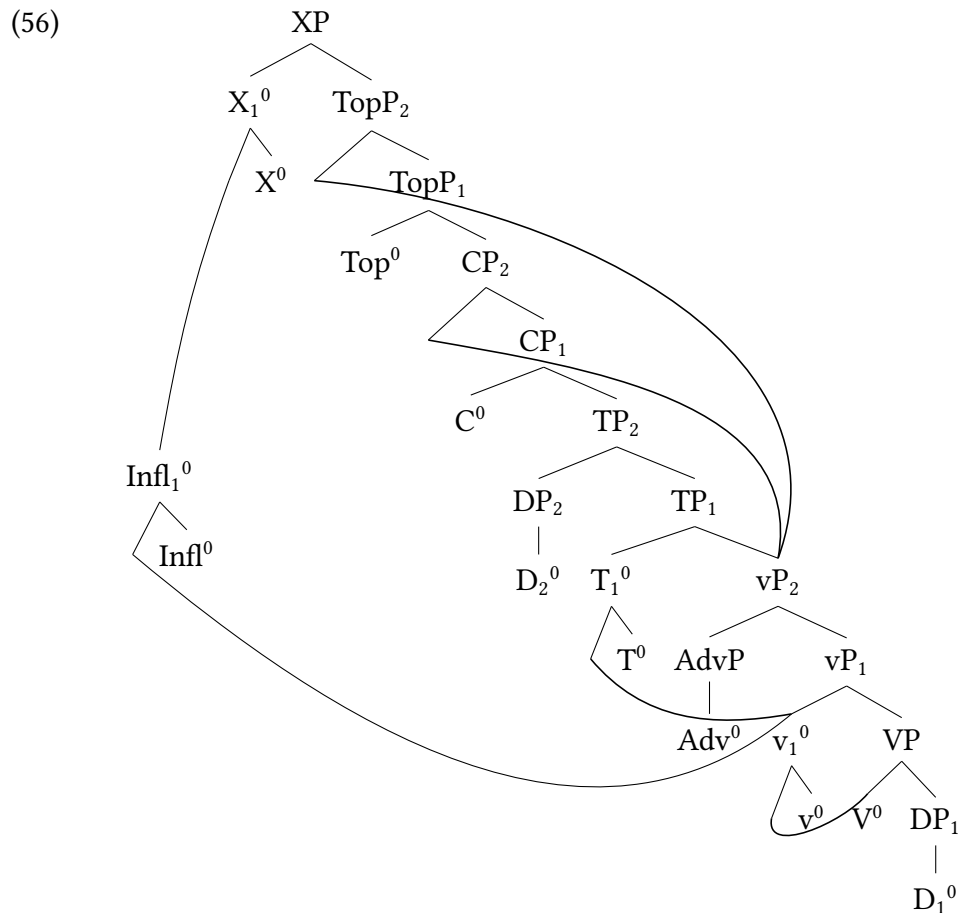 (56) XP
X₁⁰ TopP₂
X⁰ TopP₁
Top⁰ CP₂
CP₁
C⁰ TP₂
Infl₁⁰ DP₂ TP₁
Infl⁰ D₂⁰ T₁⁰ vP₂
T⁰ AdvP vP₁
Adv⁰ v₁⁰ VP
v⁰ V⁰ DP₁
D₁⁰